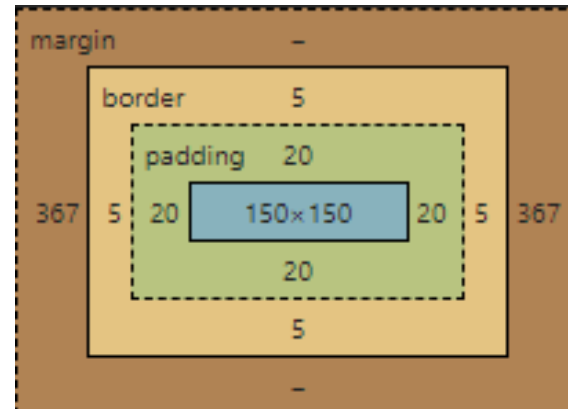 margin –
border 5
padding 20
367 5 20 150×150 20 5 367
20
5
–